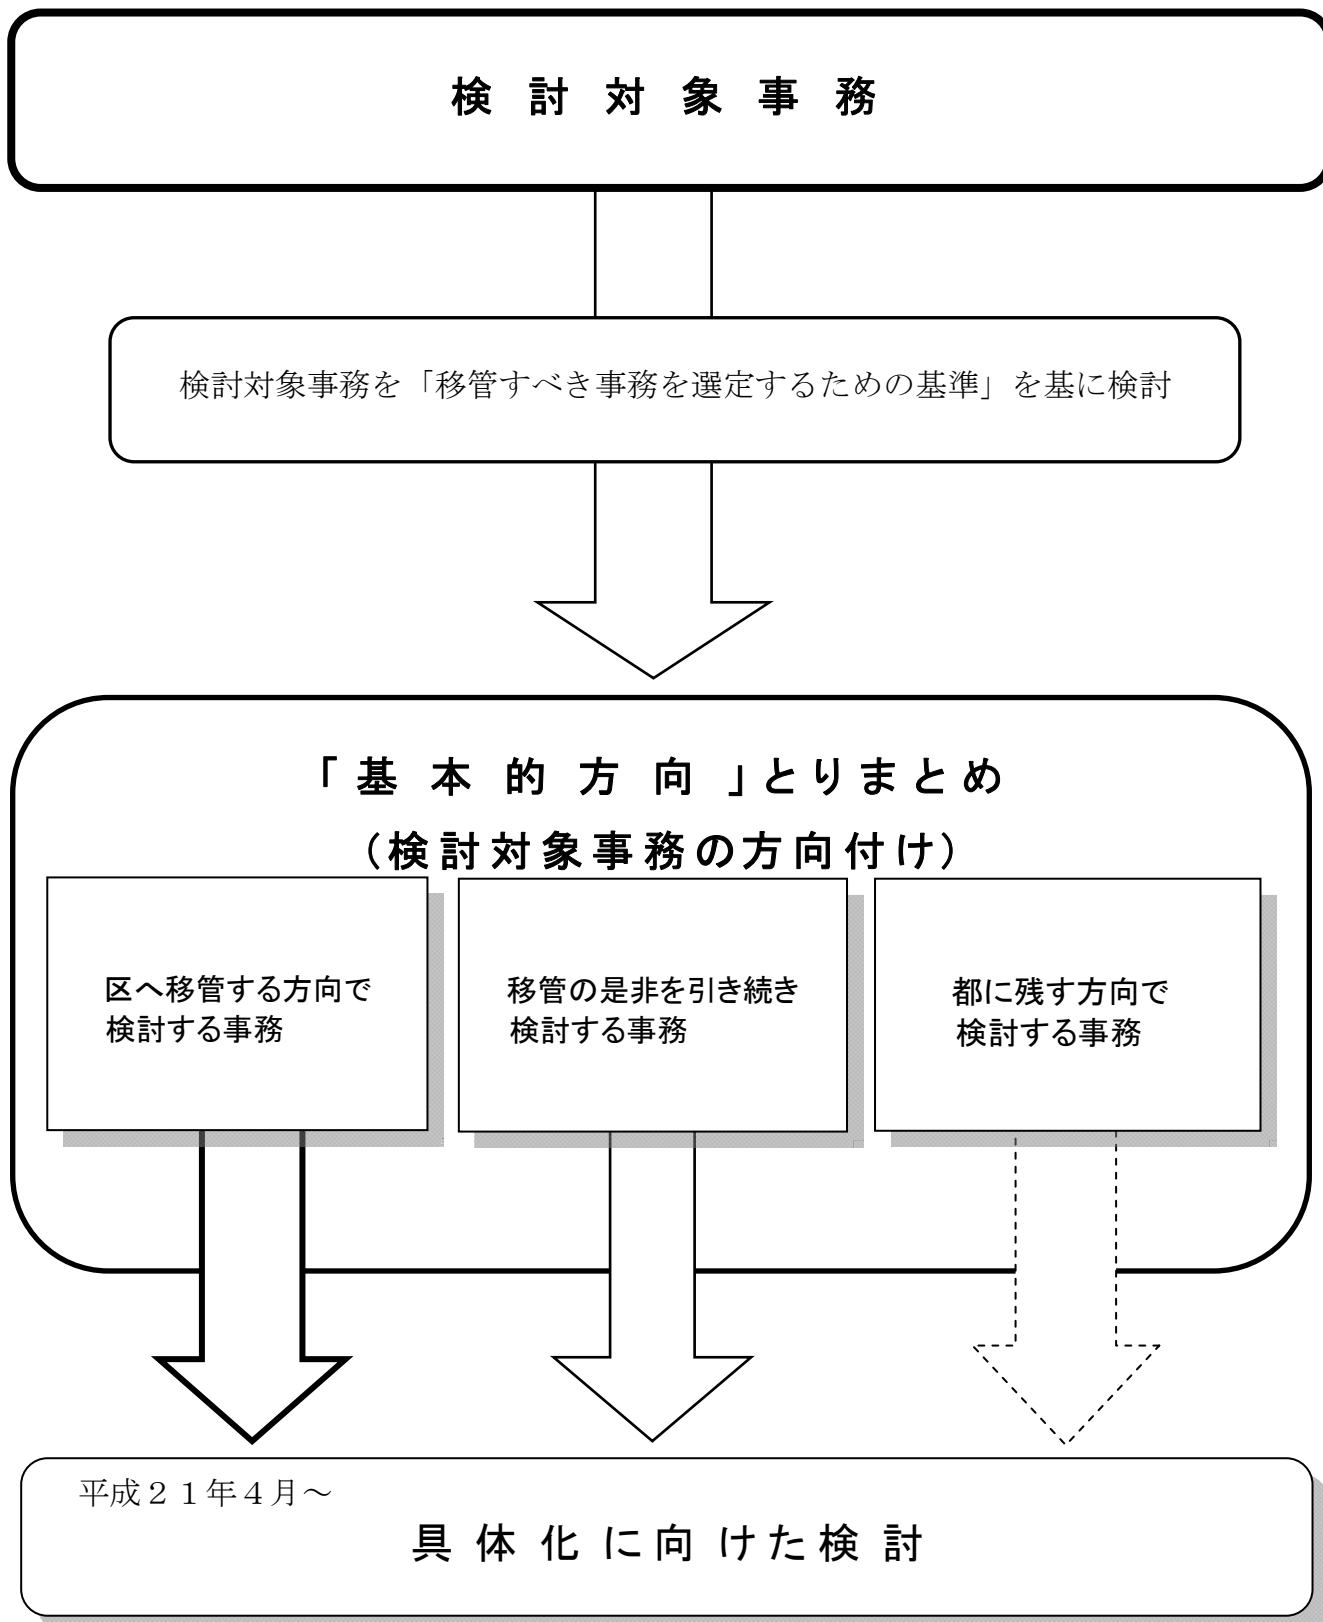 検討対象事務
検討対象事務を「移管すべき事務を選定するための基準」を基に検討
「基本的方向」とりまとめ
（検討対象事務の方向付け）
区へ移管する方向で
検討する事務
移管の是非を引き続き
検討する事務
都に残す方向で
検討する事務
平成２１年４月～
具体化に向けた検討